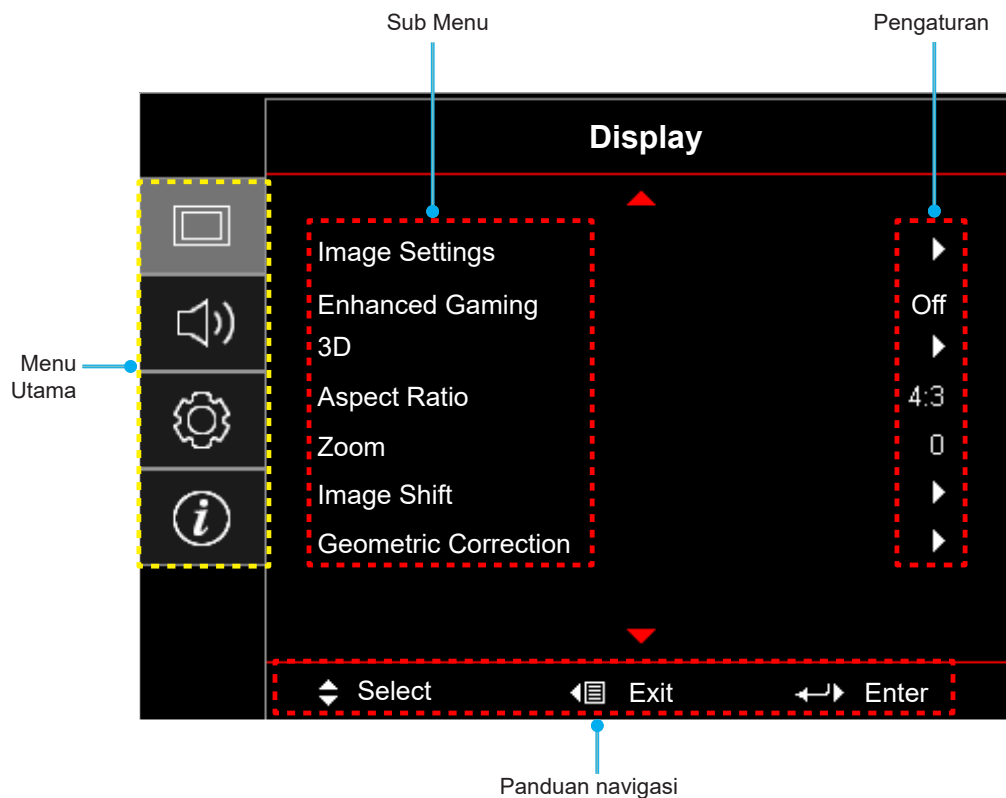 Sub Menu
Pengaturan
Display
Image Settings
Enhanced Gaming Off
3D
Menu
Utama
Aspect Ratio 4:3
Zoom 0
Image Shift
Geometric Correction
Select Exit Enter
Panduan navigasi